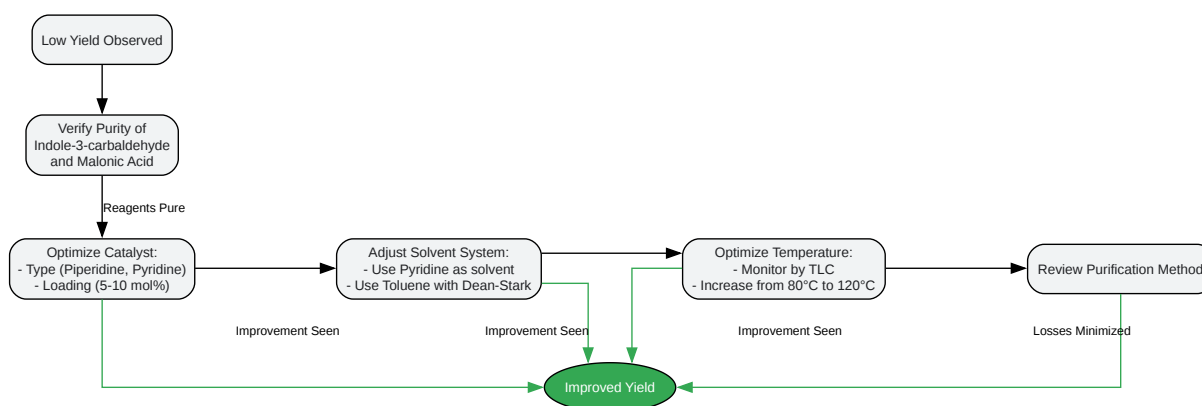 Low Yield Observed
Verify Purity of
Indole-3-carbaldehyde
and Malonic Acid
Reagents Pure
Optimize Catalyst:
- Type (Piperidine, Pyridine)
- Loading (5-10 mol%)
Adjust Solvent System:
- Use Pyridine as solvent
- Use Toluene with Dean-Stark
Optimize Temperature:
- Monitor by TLC
- Increase from 80°C to 120°C
Review Purification Method
Improvement Seen
Improvement Seen
Improvement Seen
Losses Minimized
Improved Yield